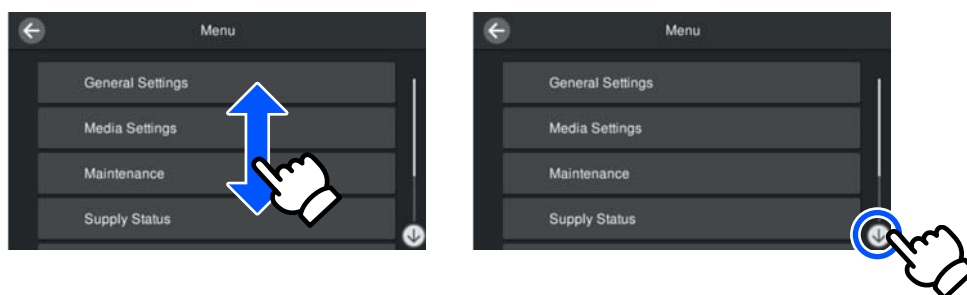 Menu
General Settings
Media Settings
Maintenance
Supply Status
Menu
General Settings
Media Settings
Maintenance
Supply Status